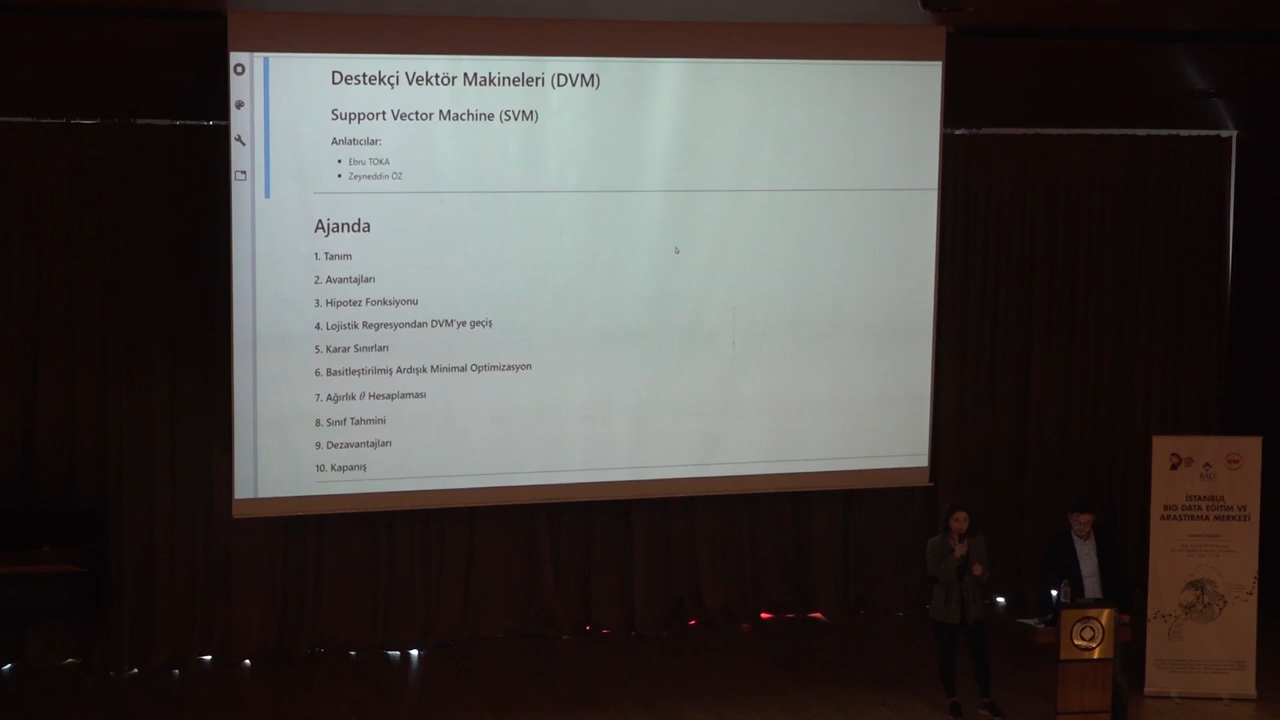 Destekçi Vektör Makineleri (DVM)
Support Vector Machine (SVM)
Anlatıcılar:
Ebru TOKA
Zeyneddin ÖZ
Ajanda
1. Tanım
2. Avantajları
3. Hipotez Fonksiyonu
4. Lojistik Regresyondan DVM'ye geçiş
5. Karar Sınırları
6. Basitleştirilmiş Ardışık Minimal Optimizasyon
7. Ağırlık θ Hesaplaması
8. Sınıf Tahmini
9. Dezavantajları
10. Kapanış
BAU
İSTANBUL
BIG DATA EĞİTİM VE
ARAŞTIRMA MERKEZİ